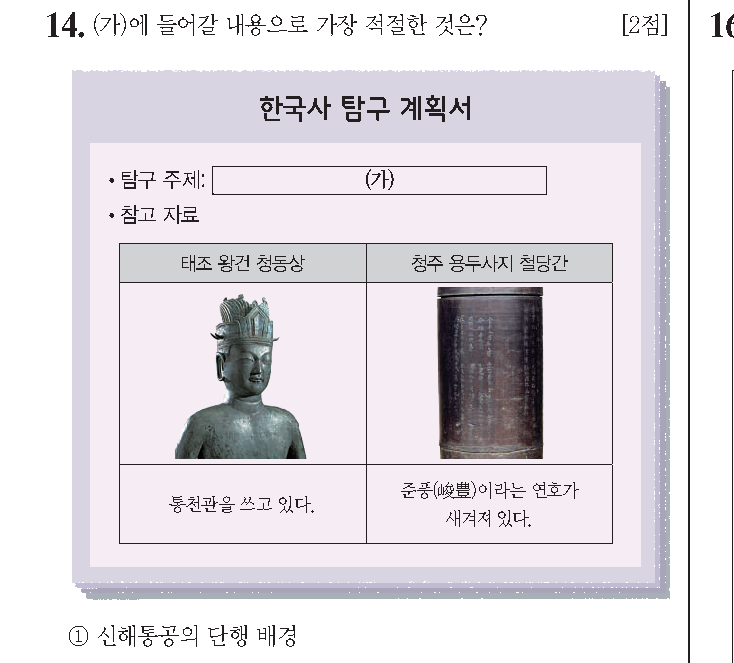 14. (가)에 들어갈 내용으로 가장 적절한 것은? [2점]
한국사 탐구 계획서
• 탐구 주제: (가)
• 참고 자료
태조 왕건 청동상 청주 용두사지 철당간
통천관을 쓰고 있다. 준풍(峻豐)이라는 연호가
새겨져 있다.
① 신해통공의 단행 배경